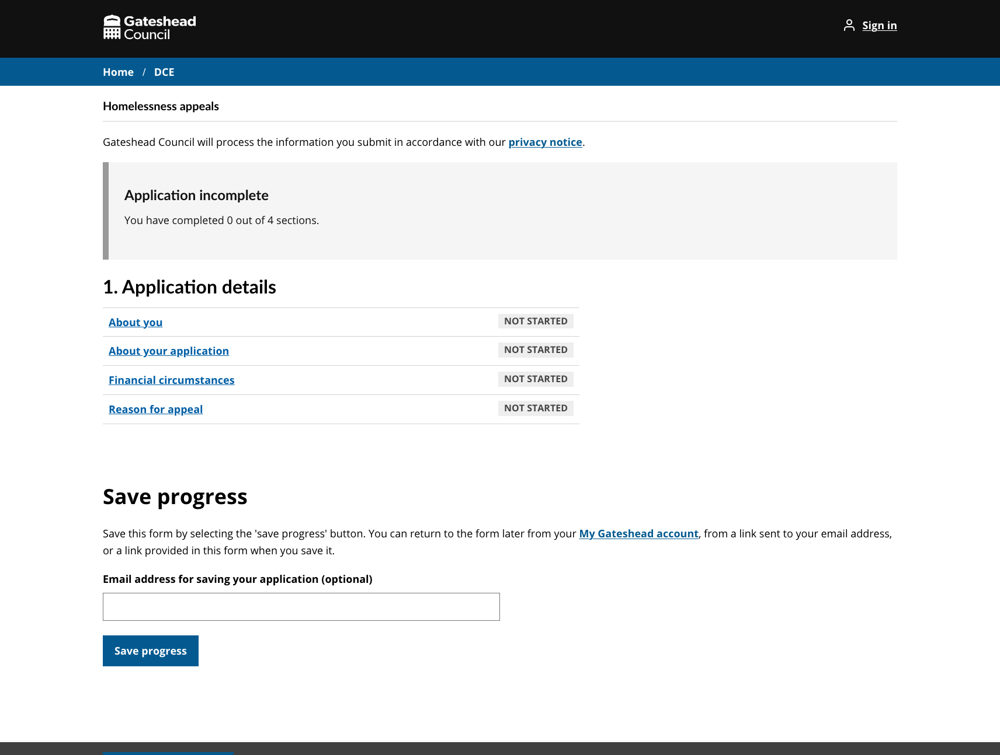 Gateshead
Council
Sign in
Home / DCE
Homelessness appeals
Gateshead Council will process the information you submit in accordance with our privacy notice.
Application incomplete
You have completed 0 out of 4 sections.
1. Application details
About you NOT STARTED
About your application NOT STARTED
Financial circumstances NOT STARTED
Reason for appeal NOT STARTED
Save progress
Save this form by selecting the 'save progress' button. You can return to the form later from your My Gateshead account, from a link sent to your email address,
or a link provided in this form when you save it.
Email address for saving your application (optional)
Save progress